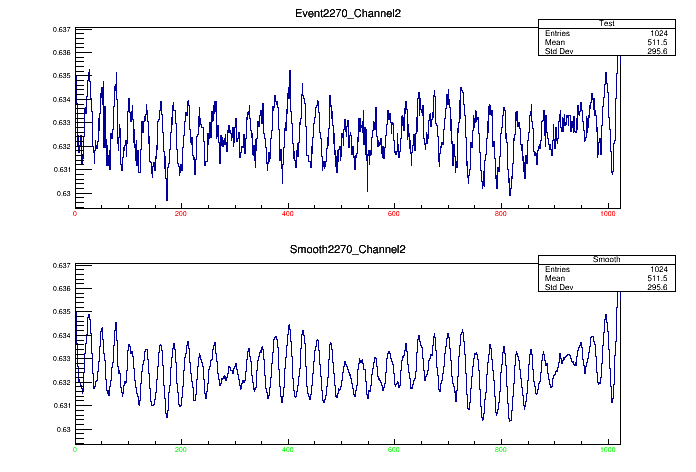 Event2270_Channel2
Test
Entries 1024
Mean 511.5
Std Dev 295.6
0.637
0.636
0.635
0.634
0.633
0.632
0.631
0.63
0 200 400 600 800 1000
Smooth2270_Channel2
Smooth
Entries 1024
Mean 511.5
Std Dev 295.6
0.637
0.636
0.635
0.634
0.633
0.632
0.631
0.63
0 200 400 600 800 1000